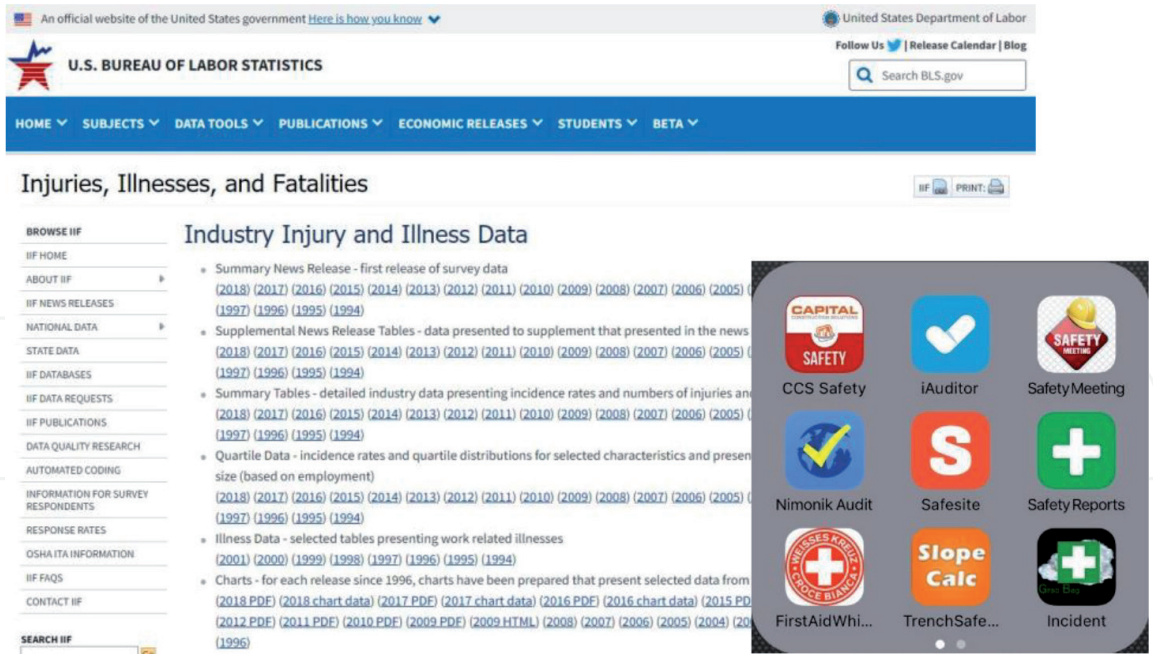 An official website of the United States government Here is how you know
United States Department of Labor
Follow Us | Release Calendar | Blog
U.S. BUREAU OF LABOR STATISTICS
Search BLS.gov
HOME SUBJECTS DATA TOOLS PUBLICATIONS ECONOMIC RELEASES STUDENTS BETA
Injuries, Illnesses, and Fatalities
IIF PRINT:
BROWSE IIF
IIF HOME
ABOUT IIF
IIF NEWS RELEASES
NATIONAL DATA
STATE DATA
IIF DATABASES
IIF DATA REQUESTS
IIF PUBLICATIONS
DATA QUALITY RESEARCH
AUTOMATED CODING
INFORMATION FOR SURVEY
RESPONDENTS
RESPONSE RATES
OSHA ITA INFORMATION
IIF FAQS
CONTACT IIF
SEARCH IIF
Go
Industry Injury and Illness Data
Summary News Release - first release of survey data
(2018) (2017) (2016) (2015) (2014) (2013) (2012) (2011) (2010) (2009) (2008) (2007) (2006) (2005) (
(1997) (1996) (1995) (1994)
Supplemental News Release Tables - data presented to supplement that presented in the news
(2018) (2017) (2016) (2015) (2014) (2013) (2012) (2011) (2010) (2009) (2008) (2007) (2006) (2005) (
(1997) (1996) (1995) (1994)
Summary Tables - detailed industry data presenting incidence rates and numbers of injuries an
(2018) (2017) (2016) (2015) (2014) (2013) (2012) (2011) (2010) (2009) (2008) (2007) (2006) (2005) (
(1997) (1996) (1995) (1994)
Quartile Data - incidence rates and quartile distributions for selected characteristics and presen
size (based on employment)
(2018) (2017) (2016) (2015) (2014) (2013) (2012) (2011) (2010) (2009) (2008) (2007) (2006) (2005) (
(1997) (1996) (1995) (1994)
Illness Data - selected tables presenting work related illnesses
(2001) (2000) (1999) (1998) (1997) (1996) (1995) (1994)
Charts - for each release since 1996, charts have been prepared that present selected data from
(2018 PDF) (2018 chart data) (2017 PDF) (2017 chart data) (2016 PDF) (2016 chart data) (2015 PD
(2012 PDF) (2011 PDF) (2010 PDF) (2009 PDF) (2009 HTML) (2008) (2007) (2006) (2005) (2004) (20
(1996)
CAPITAL
CONSTRUCTION SOLUTIONS
SAFETY
SAFETY
MEETING
CCS Safety iAuditor SafetyMeeting
S
Nimonik Audit Safesite Safety Reports
WEISSES KREUZ
CROCE BIANCA
Slope
Calc
Grab Bag
FirstAidWhi... TrenchSafe... Incident